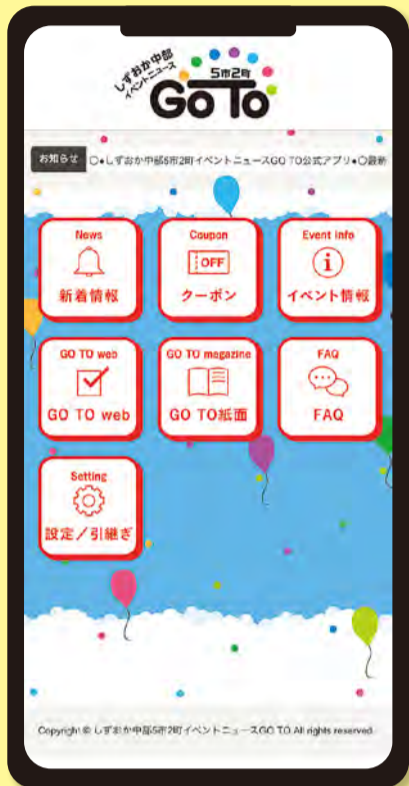 しずおか中部
イベントニュース
5市2町
GO TO
お知らせ 〇●しずおか中部5市2町イベントニュースGO TO公式アプリ●〇最新
News
新着情報
Coupon
OFF
クーポン
Event Info
イベント情報
GO TO web
GO TO web
GO TO megazine
GO TO紙面
FAQ
FAQ
Setting
設定／引継ぎ
Copyright © しずおか中部5市2町イベントニュースGO TO All rights reserved.